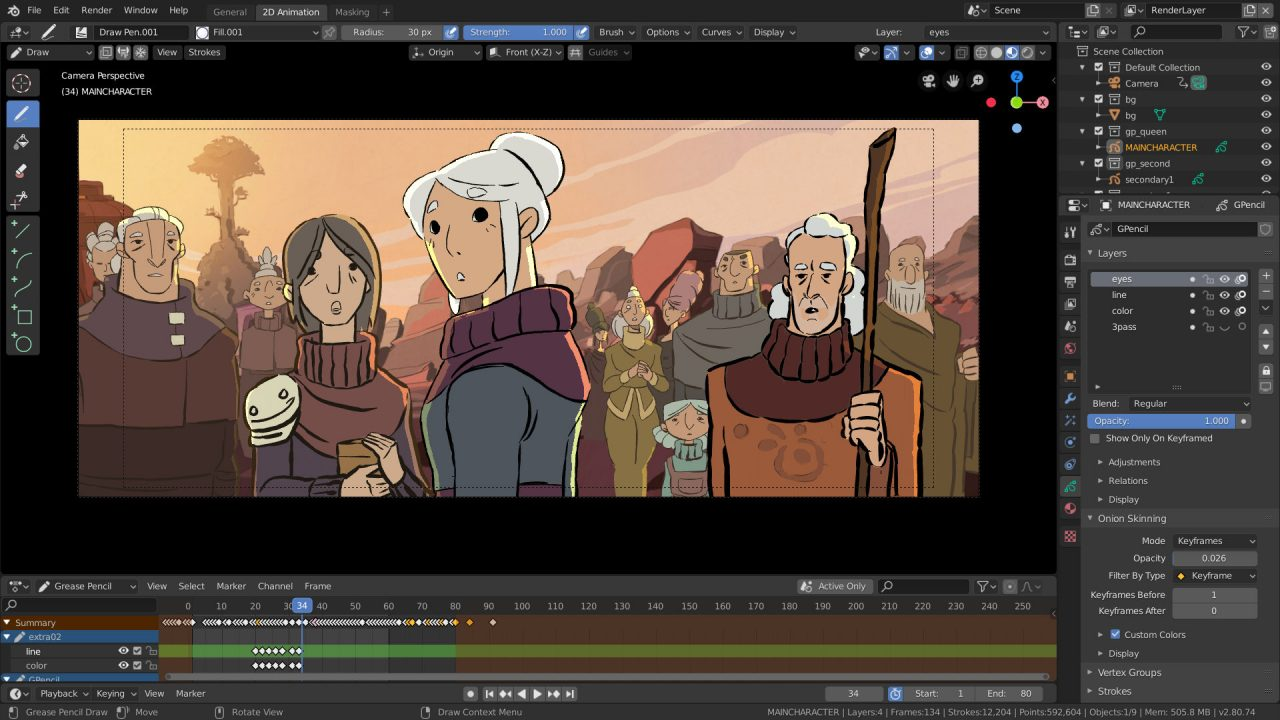 File Edit Render Window Help General 2D Animation Masking + Scene RenderLayer
Draw Pen.001 Fill.001 Radius: 30 px Strength: 1.000 Brush Options Curves Display Layer: eyes
Draw View Strokes Origin Front (X-Z) Guides
Camera Perspective
(34) MAINCHARACTER
Z
X
Scene Collection
Default Collection
Camera
bg
bg
gp_queen
MAINCHARACTER
gp_second
secondary1
MAINCHARACTER GPencil
GPencil
Layers
eyes
line
color
3pass
Blend: Regular
Opacity: 1.000
Show Only On Keyframed
Adjustments
Relations
Display
Onion Skinning
Mode Keyframes
Opacity 0.026
Filter By Type Keyframe
Keyframes Before 1
Keyframes After 0
Custom Colors
Display
Vertex Groups
Strokes
Grease Pencil View Select Marker Channel Frame Active Only
0 10 20 30 34 40 50 60 70 80 90 100 110 120 130 140 150 160 170 180 190 200 210 220 230 240 250
Summary
extra02
line
color
GPencil
Playback Keying View Marker 34 Start: 1 End: 80
Grease Pencil Draw Move Rotate View Draw Context Menu MAINCHARACTER | Layers:4 | Frames:134 | Strokes:12,204 | Points:592,604 | Objects:1/9 | Mem: 505.8 MB | v2.80.74